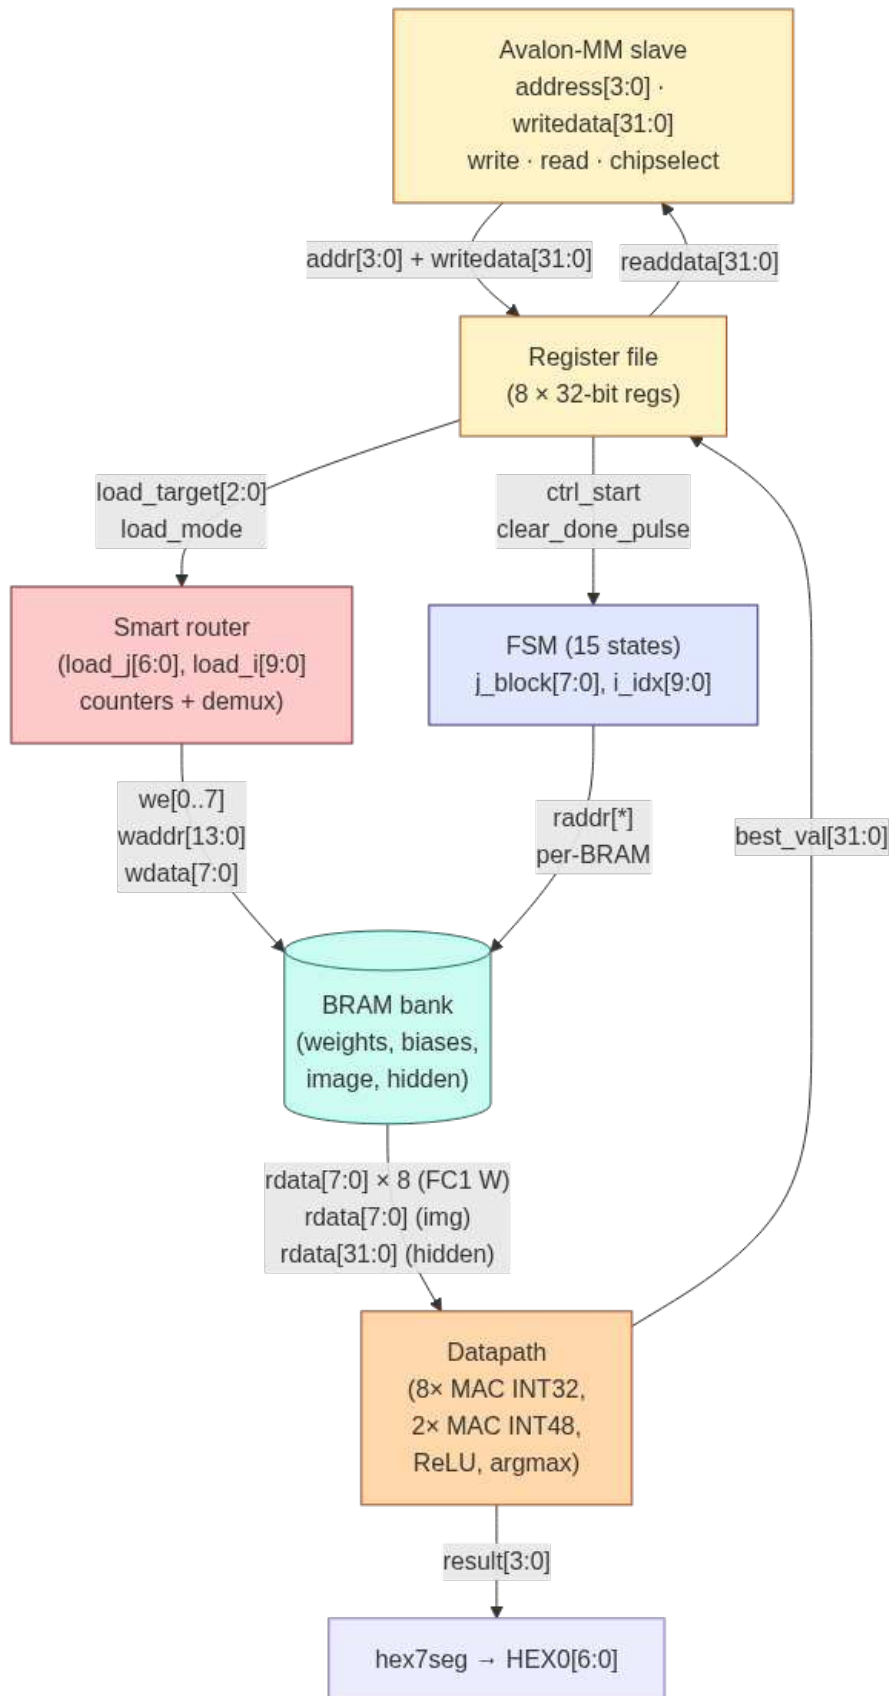 Avalon-MM slave
address[3:0] ·
writedata[31:0]
write · read · chipselect
addr[3:0] + writedata[31:0]
readdata[31:0]
Register file
(8 × 32-bit regs)
load_target[2:0]
load_mode
ctrl_start
clear_done_pulse
Smart router
(load_j[6:0], load_i[9:0]
counters + demux)
FSM (15 states)
j_block[7:0], i_idx[9:0]
we[0..7]
waddr[13:0]
wdata[7:0]
raddr[*]
per-BRAM
best_val[31:0]
BRAM bank
(weights, biases,
image, hidden)
rdata[7:0] × 8 (FC1 W)
rdata[7:0] (img)
rdata[31:0] (hidden)
Datapath
(8× MAC INT32,
2× MAC INT48,
ReLU, argmax)
result[3:0]
hex7seg → HEX0[6:0]